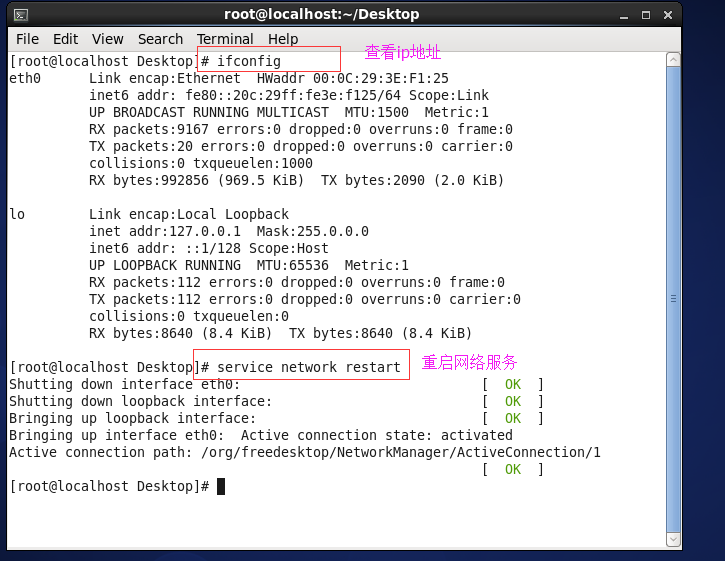 root@localhost:~/Desktop
File Edit View Search Terminal Help
[root@localhost Desktop]# ifconfig 查看ip地址
eth0 Link encap:Ethernet HWaddr 00:0C:29:3E:F1:25
inet6 addr: fe80::20c:29ff:fe3e:f125/64 Scope:Link
UP BROADCAST RUNNING MULTICAST MTU:1500 Metric:1
RX packets:9167 errors:0 dropped:0 overruns:0 frame:0
TX packets:20 errors:0 dropped:0 overruns:0 carrier:0
collisions:0 txqueuelen:1000
RX bytes:992856 (969.5 KiB) TX bytes:2090 (2.0 KiB)
lo Link encap:Local Loopback
inet addr:127.0.0.1 Mask:255.0.0.0
inet6 addr: ::1/128 Scope:Host
UP LOOPBACK RUNNING MTU:65536 Metric:1
RX packets:112 errors:0 dropped:0 overruns:0 frame:0
TX packets:112 errors:0 dropped:0 overruns:0 carrier:0
collisions:0 txqueuelen:0
RX bytes:8640 (8.4 KiB) TX bytes:8640 (8.4 KiB)
[root@localhost Desktop]# service network restart 重启网络服务
Shutting down interface eth0: [ OK ]
Shutting down loopback interface: [ OK ]
Bringing up loopback interface: [ OK ]
Bringing up interface eth0: Active connection state: activated
Active connection path: /org/freedesktop/NetworkManager/ActiveConnection/1
[ OK ]
[root@localhost Desktop]#